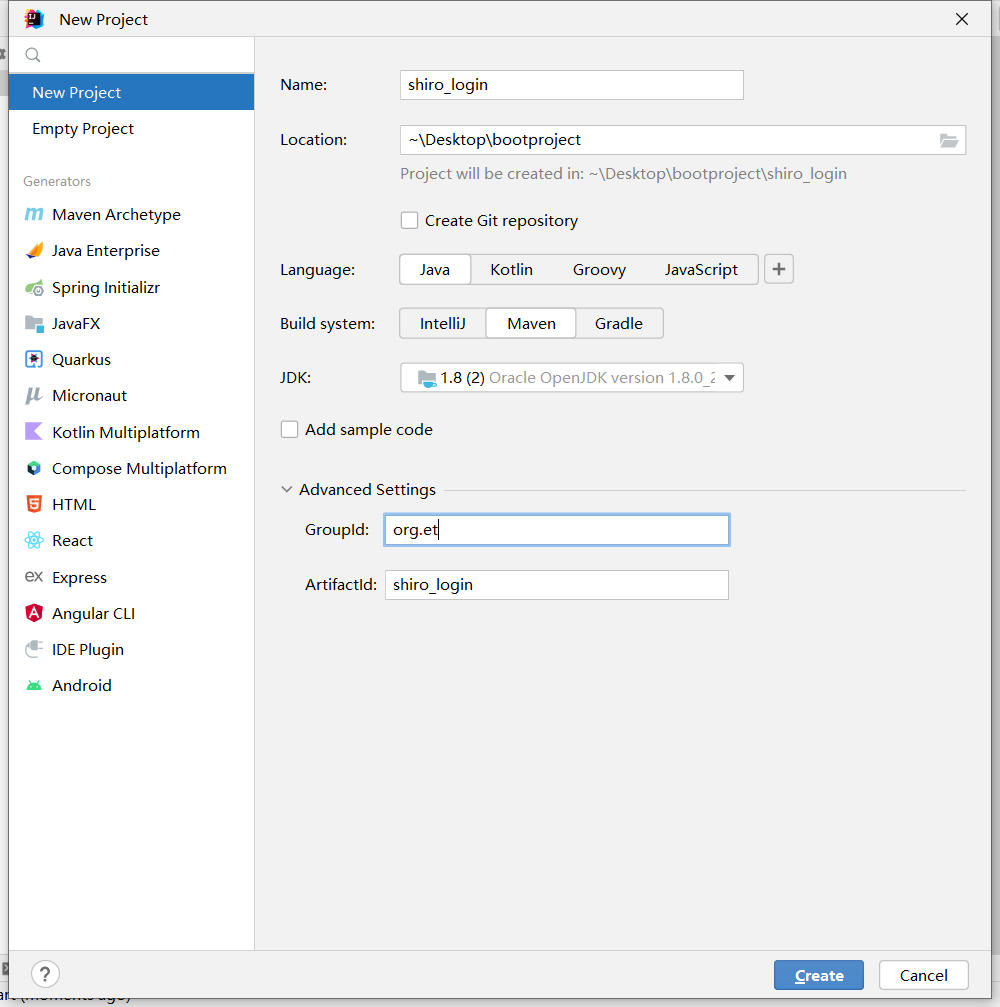 New Project
New Project
Empty Project
Generators
Maven Archetype
Java Enterprise
Spring Initializr
JavaFX
Quarkus
Micronaut
Kotlin Multiplatform
Compose Multiplatform
HTML
React
Express
Angular CLI
IDE Plugin
Android
Name: shiro_login
Location: ~\Desktop\bootproject
Project will be created in: ~\Desktop\bootproject\shiro_login
Create Git repository
Language: Java Kotlin Groovy JavaScript +
Build system: IntelliJ Maven Gradle
JDK: 1.8 (2) Oracle OpenJDK version 1.8.0_2
Add sample code
Advanced Settings
GroupId: org.et
ArtifactId: shiro_login
? Create Cancel
(moments ago)